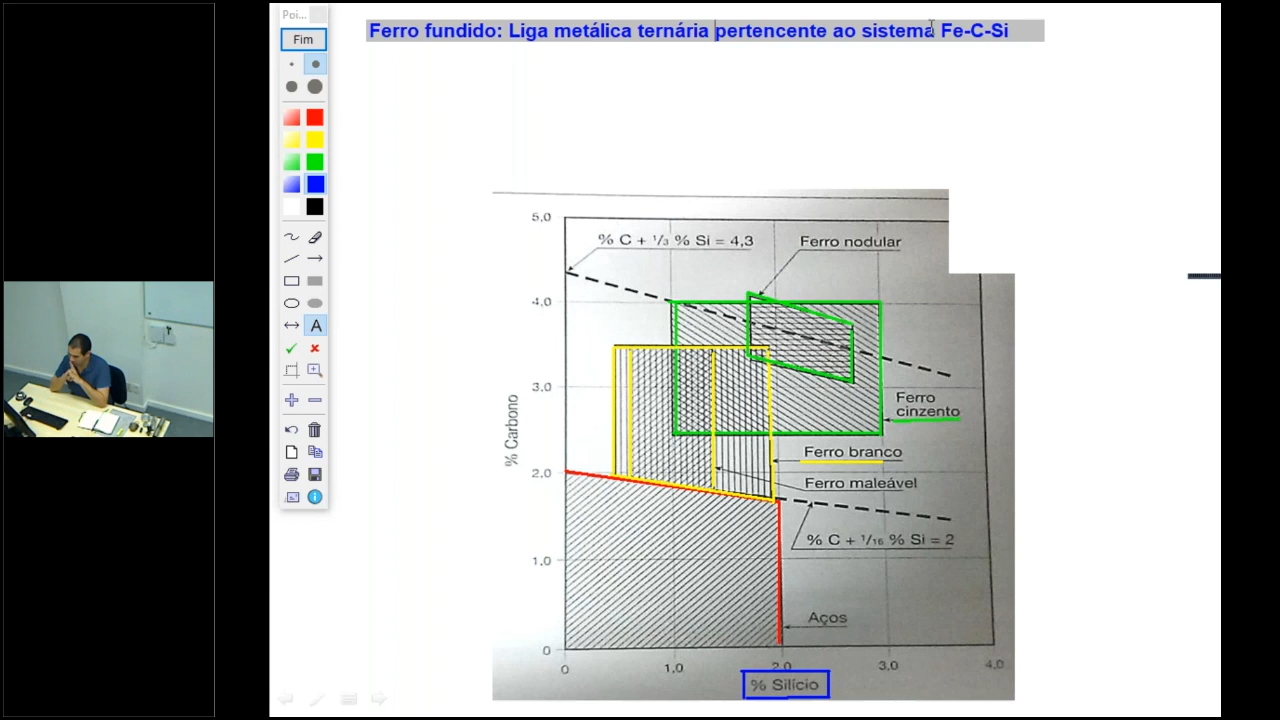 Poi...
Fim
A
Ferro fundido: Liga metálica ternária pertencente ao sistema Fe-C-Si
5,0
% C + 1/3 % Si = 4,3
Ferro nodular
4,0
3,0
Ferro
cinzento
% Carbono
Ferro branco
2,0
Ferro maleável
% C + 1/16 % Si = 2
1,0
Aços
0
0
1,0
2,0
3,0
4,0
% Silício